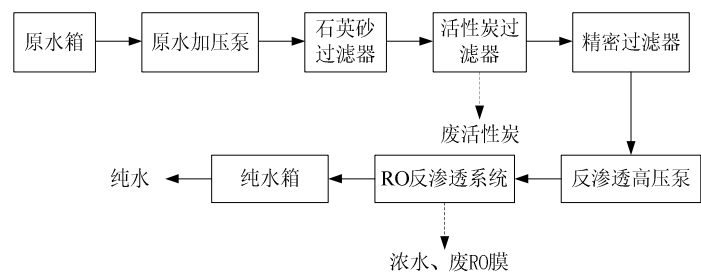 原水箱
原水加压泵
石英砂
过滤器
活性炭过
滤器
精密过滤器
废活性炭
纯水
纯水箱
RO反渗透系统
反渗透高压泵
浓水、废RO膜